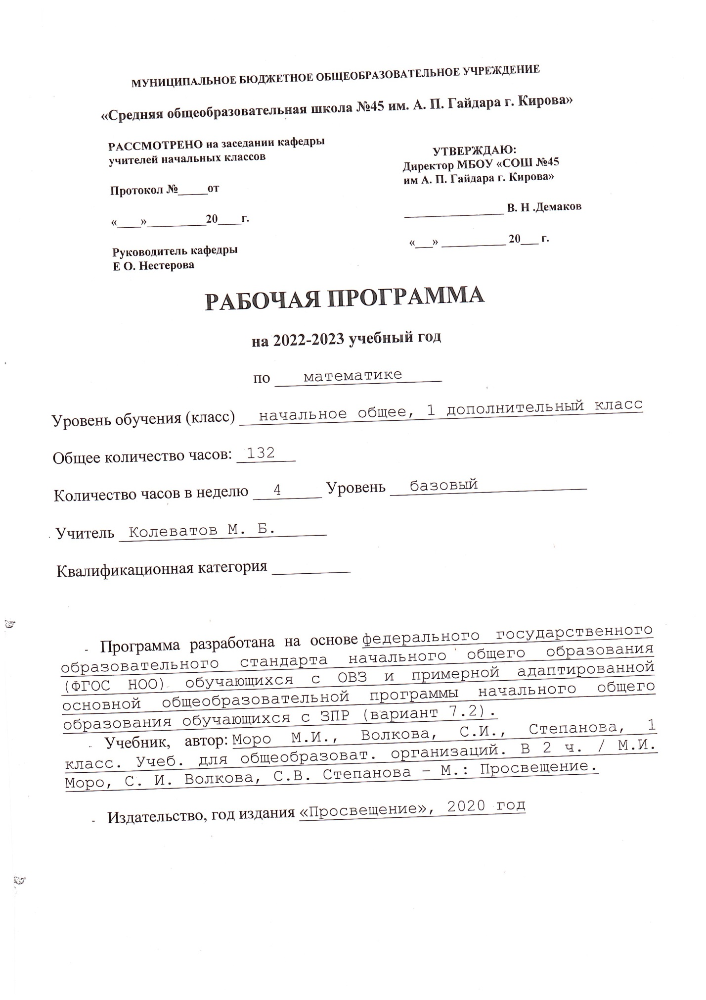 МУНИЦИПАЛЬНОЕ БЮДЖЕТНОЕ ОБЩЕОБРАЗОВАТЕЛЬНОЕ УЧРЕЖДЕНИЕ
«Средняя общеобразовательная школа №45 им. А. П. Гайдара г. Кирова»
РАССМОТРЕНО на заседании кафедры
учителей начальных классов
Протокол №_____от
«____»__________20____г.
Руководитель кафедры
Е О. Нестерова
УТВЕРЖДАЮ:
Директор МБОУ «СОШ №45
им А. П. Гайдара г. Кирова»
_________________ В. Н .Демаков
«___» ___________ 20___ г.
РАБОЧАЯ ПРОГРАММА
на 2022-2023 учебный год
по математике
Уровень обучения (класс) начальное общее, 1 дополнительный класс
Общее количество часов: 132
Количество часов в неделю 4 Уровень базовый
Учитель Колеватов М. Б.
Квалификационная категория __________
- Программа разработана на основе федерального государственного
образовательного стандарта начального общего образования
(ФГОС НОО) обучающихся с ОВЗ и примерной адаптированной
основной общеобразовательной программы начального общего
образования обучающихся с ЗПР (вариант 7.2).
- Учебник, автор: Моро М.И., Волкова, С.И., Степанова, 1
класс. Учеб. для общеобразоват. организаций. В 2 ч. / М.И.
Моро, С. И. Волкова, С.В. Степанова – М.: Просвещение.
- Издательство, год издания «Просвещение», 2020 год